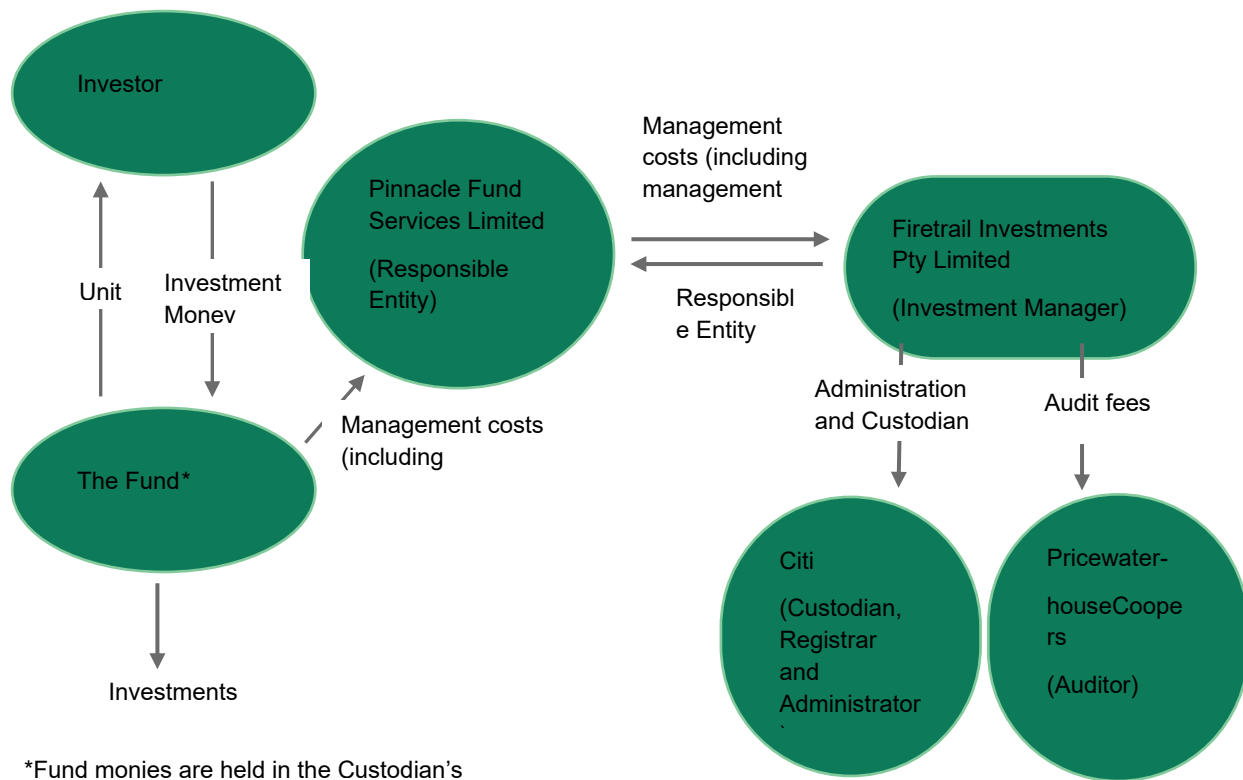 Investor
Unit
Investment
Money
The Fund*
Investments
*Fund monies are held in the Custodian's
Pinnacle Fund
Services Limited
(Responsible
Entity)
Management costs
(including
Management
costs (including
management
Responsibl
e Entity
Firetrail Investments
Pty Limited
(Investment Manager)
Administration
and Custodian
Audit fees
Citi
(Custodian,
Registrar
and
Administrator
)
Pricewater-
houseCoope
rs
(Auditor)